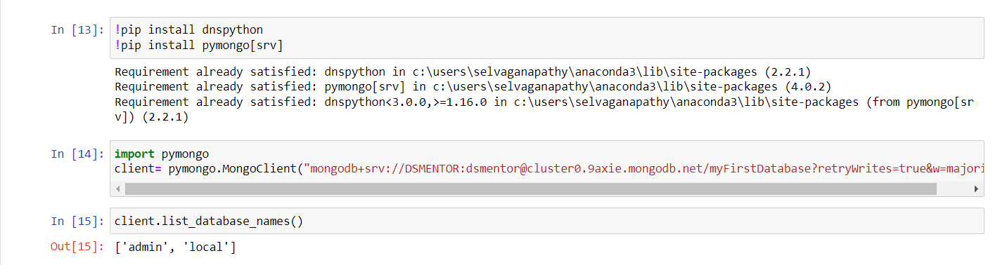 In [13]: !pip install dnspython
!pip install pymongo[srv]
Requirement already satisfied: dnspython in c:\users\selvaganapathy\anaconda3\lib\site-packages (2.2.1)
Requirement already satisfied: pymongo[srv] in c:\users\selvaganapathy\anaconda3\lib\site-packages (4.0.2)
Requirement already satisfied: dnspython<3.0.0,>=1.16.0 in c:\users\selvaganapathy\anaconda3\lib\site-packages (from pymongo[sr
v]) (2.2.1)
In [14]: import pymongo
client= pymongo.MongoClient("mongodb+srv://DSMENTOR:dsmentor@cluster0.9axie.mongodb.net/myFirstDatabase?retryWrites=true&w=majori
In [15]: client.list_database_names()
Out[15]: ['admin', 'local']